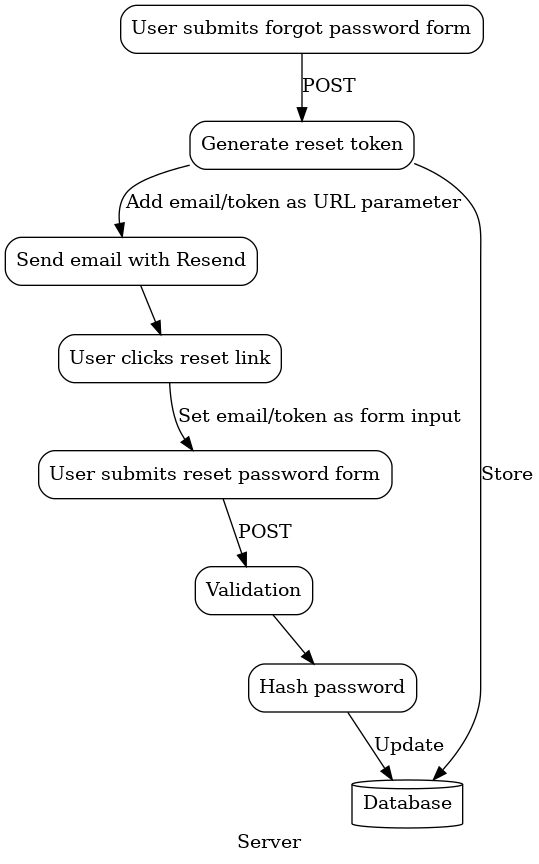 User submits forgot password form
POST
Generate reset token
Add email/token as URL parameter
Send email with Resend
User clicks reset link
Set email/token as form input
User submits reset password form
Store
POST
Validation
Hash password
Update
Database
Server